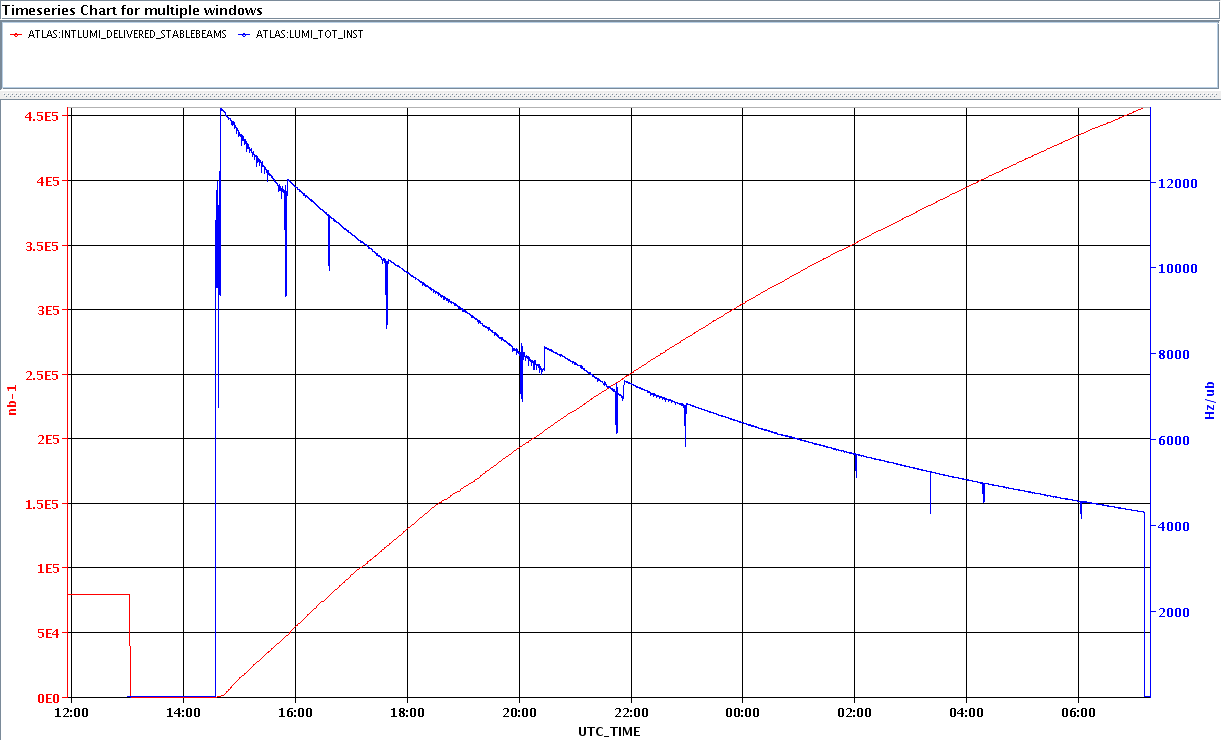 Timeseries Chart for multiple windows
ATLAS:INTLUMI_DELIVERED_STABLEBEAMS ATLAS:LUMI_TOT_INST
4.5E5
4E5
3.5E5
3E5
2.5E5
2E5
1.5E5
1E5
5E4
0E0
nb-1
12000
10000
8000
6000
4000
2000
Hz/ub
12:00 14:00 16:00 18:00 20:00 22:00 00:00 02:00 04:00 06:00
UTC_TIME